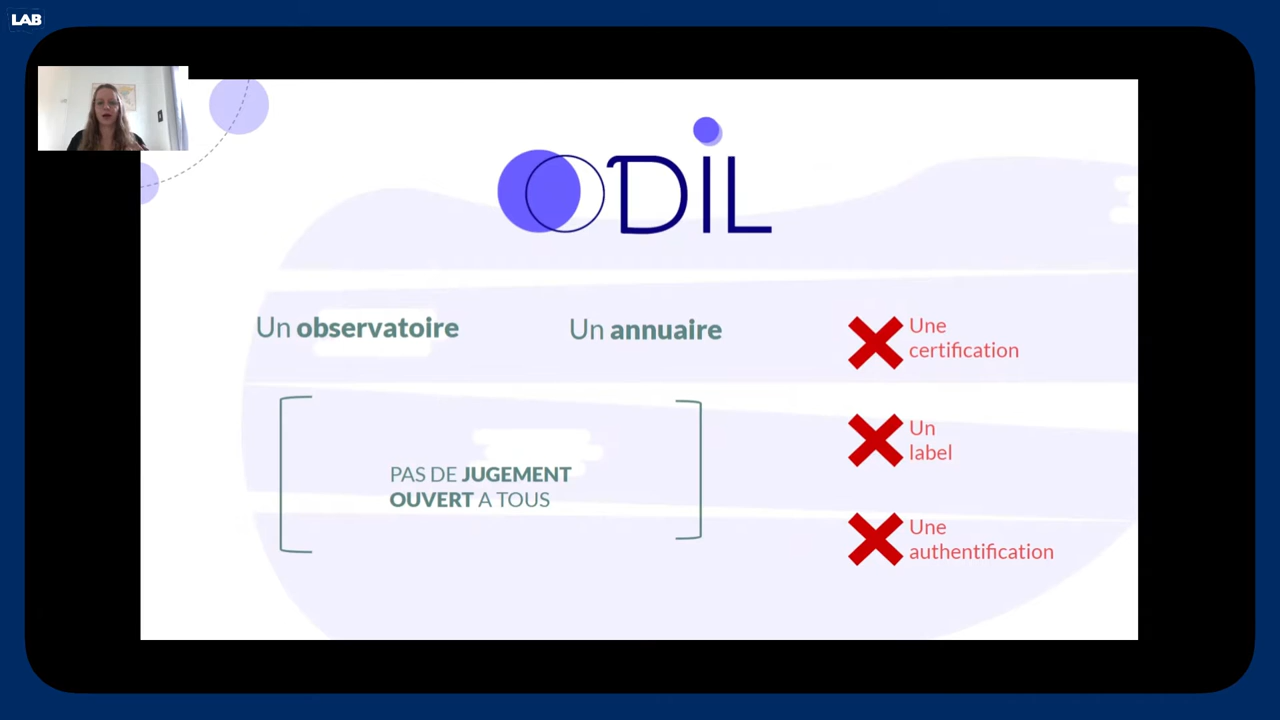 LAB
ODIL
Un observatoire
Un annuaire
Une
certification
Un
label
PAS DE JUGEMENT
OUVERT A TOUS
Une
authentification